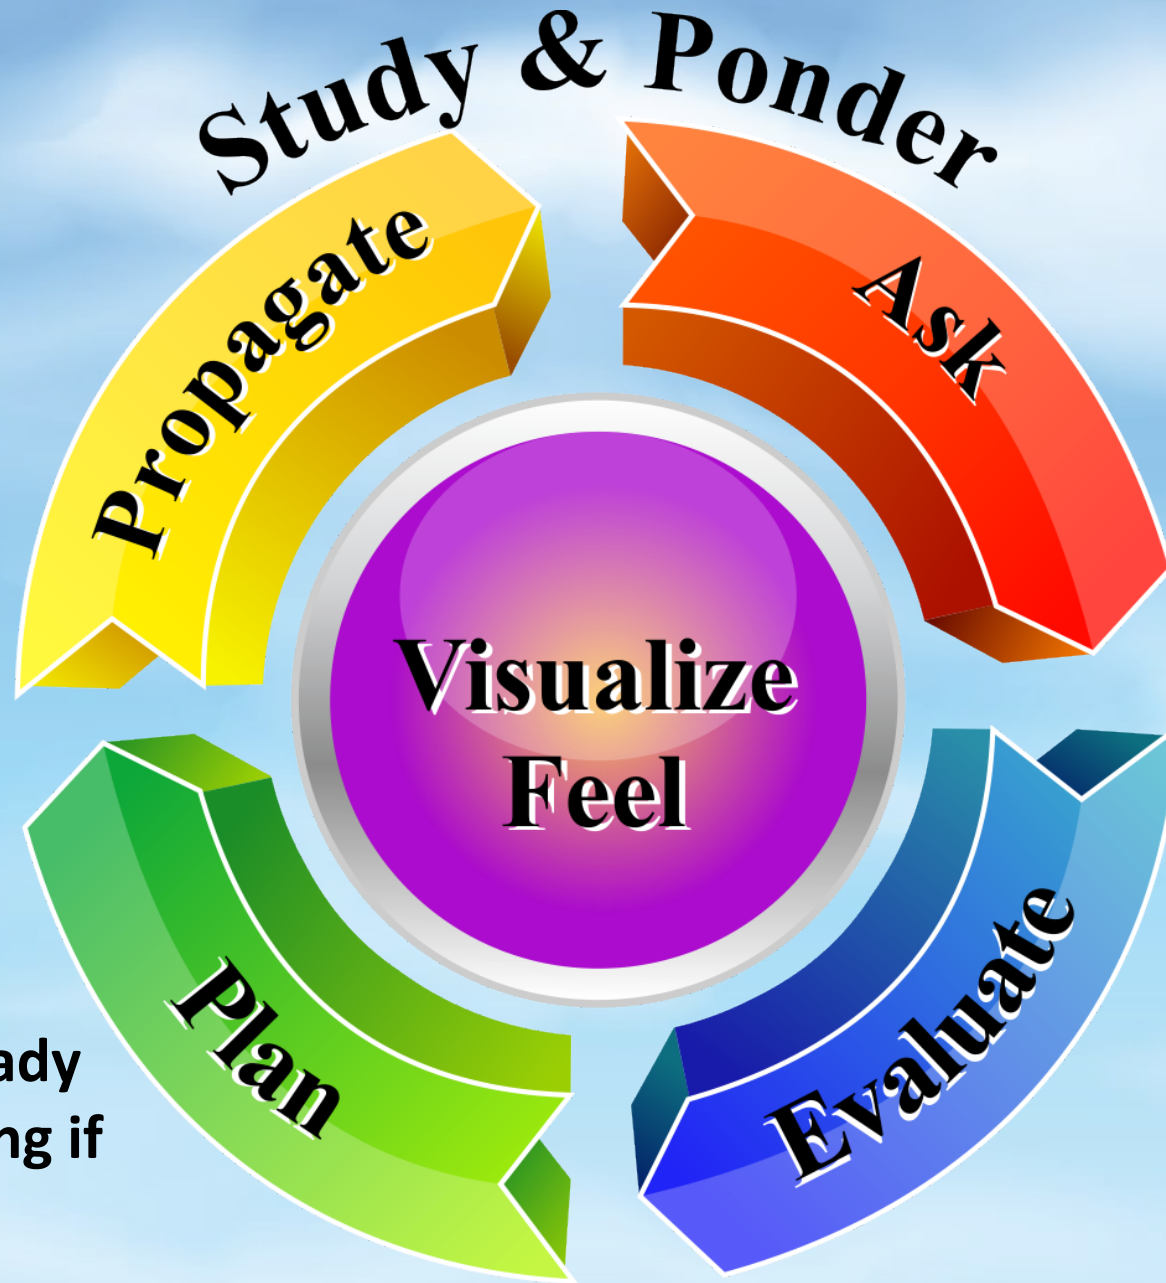 Study & Ponder
Propagate
Ask
Visualize
Feel
Plan
Evaluate
ady
ng if